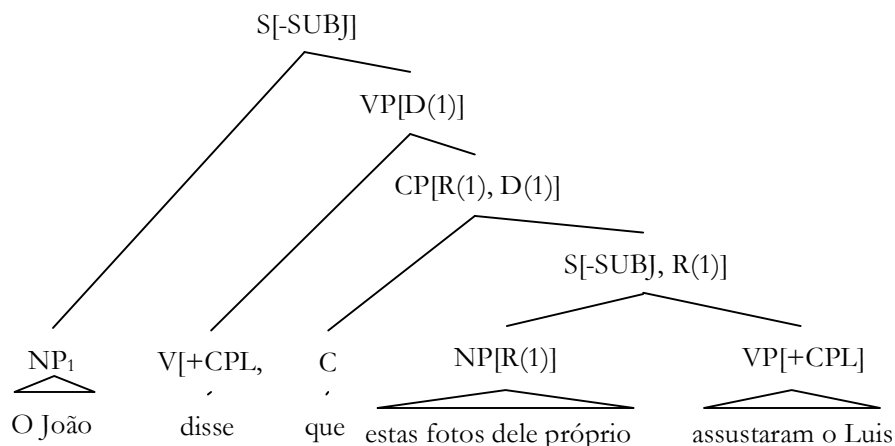 S[-SUBJ]
VP[D(1)]
CP[R(1), D(1)]
S[-SUBJ, R(1)]
NP₁ V[+CPL, C NP[R(1)] VP[+CPL]
O João disse que estas fotos dele próprio assustaram o Luis